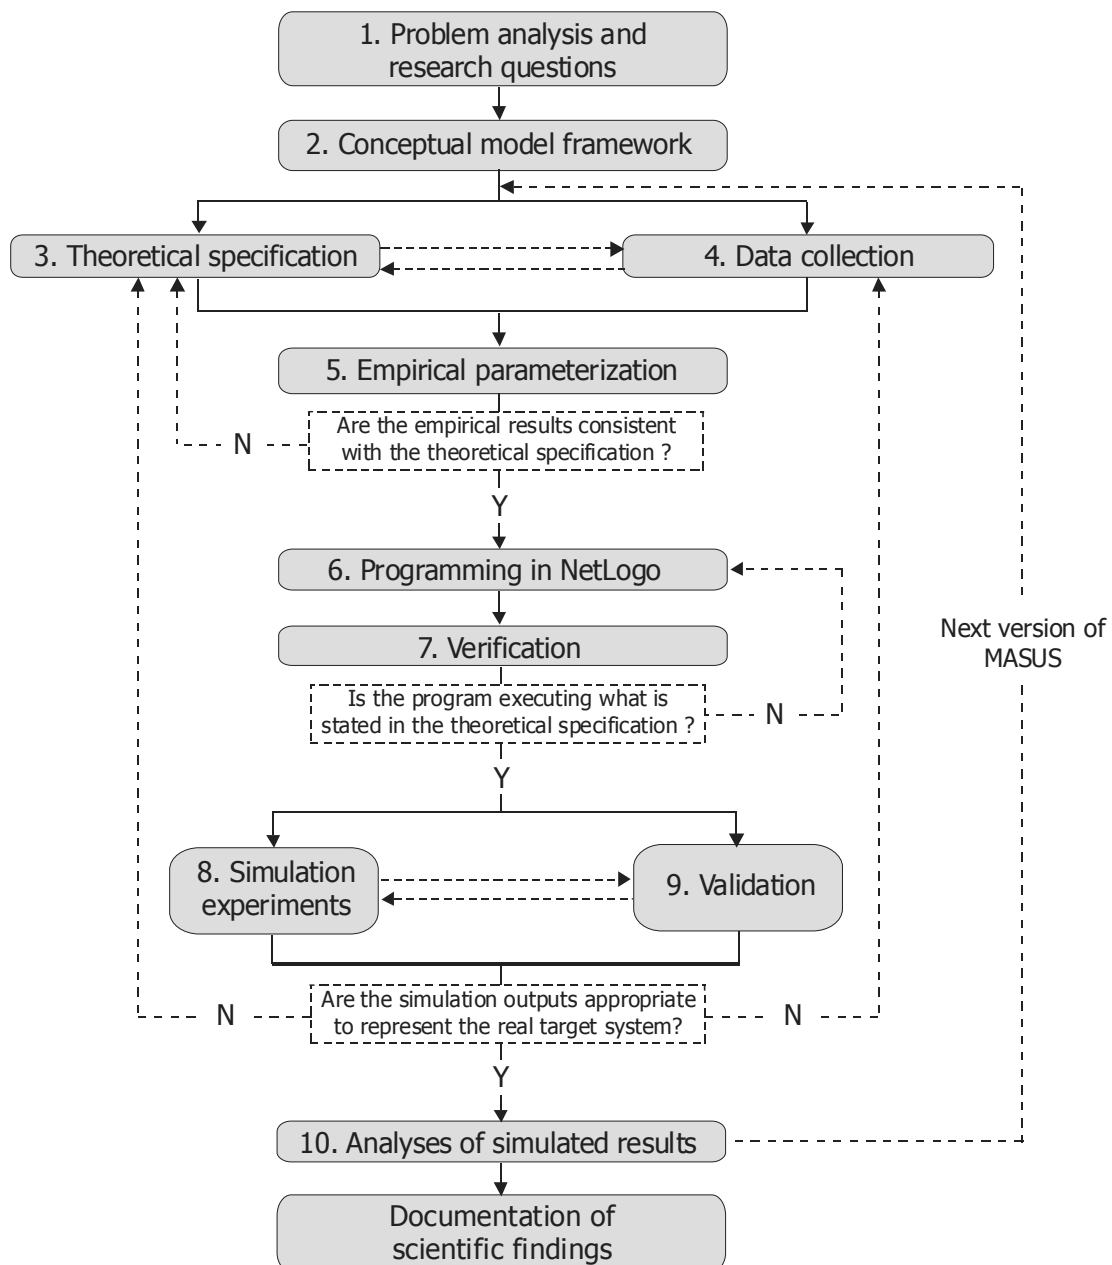 1. Problem analysis and
research questions
2. Conceptual model framework
3. Theoretical specification
4. Data collection
5. Empirical parameterization
Are the empirical results consistent
with the theoretical specification ?
N
Y
6. Programming in NetLogo
7. Verification
Is the program executing what is
stated in the theoretical specification ?
N
Next version of
MASUS
Y
8. Simulation
experiments
9. Validation
Are the simulation outputs appropriate
to represent the real target system?
N
N
Y
10. Analyses of simulated results
Documentation of
scientific findings